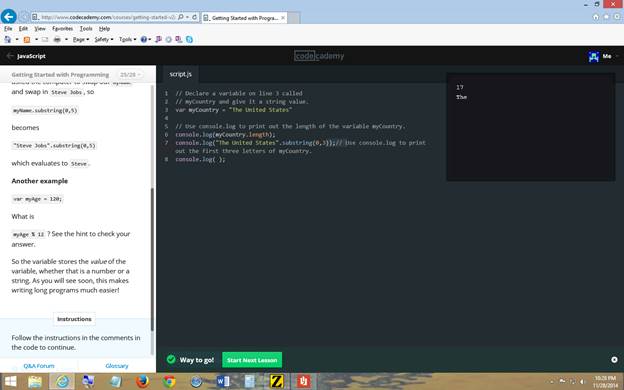 http://www.codecademy.com/courses/getting-started-v2/
Getting Started with Progra...
File Edit View Favorites Tools Help
Page Safety Tools
JavaScript
codecademy
Me
Getting Started with Programming 25/28
script.js
and swap in Steve Jobs, so
myName.substring(0,5)
becomes
"Steve Jobs".substring(0,5)
which evaluates to Steve.
Another example
var myAge = 120;
What is
myAge % 12 ? See the hint to check your
answer.
So the variable stores the value of the
variable, whether that is a number or a
string. As you will see soon, this makes
writing long programs much easier!
Instructions
Follow the instructions in the comments in
the code to continue.
Q&A Forum Glossary
1 // Declare a variable on line 3 called
2 // myCountry and give it a string value.
3 var myCountry = "The United States"
4
5 // Use console.log to print out the length of the variable myCountry.
6 console.log(myCountry.length);
7 console.log("The United States".substring(0,3));// Use console.log to print
out the first three letters of myCountry.
8 console.log( );
17
The
Way to go! Start Next Lesson
10:28 PM
11/28/2014